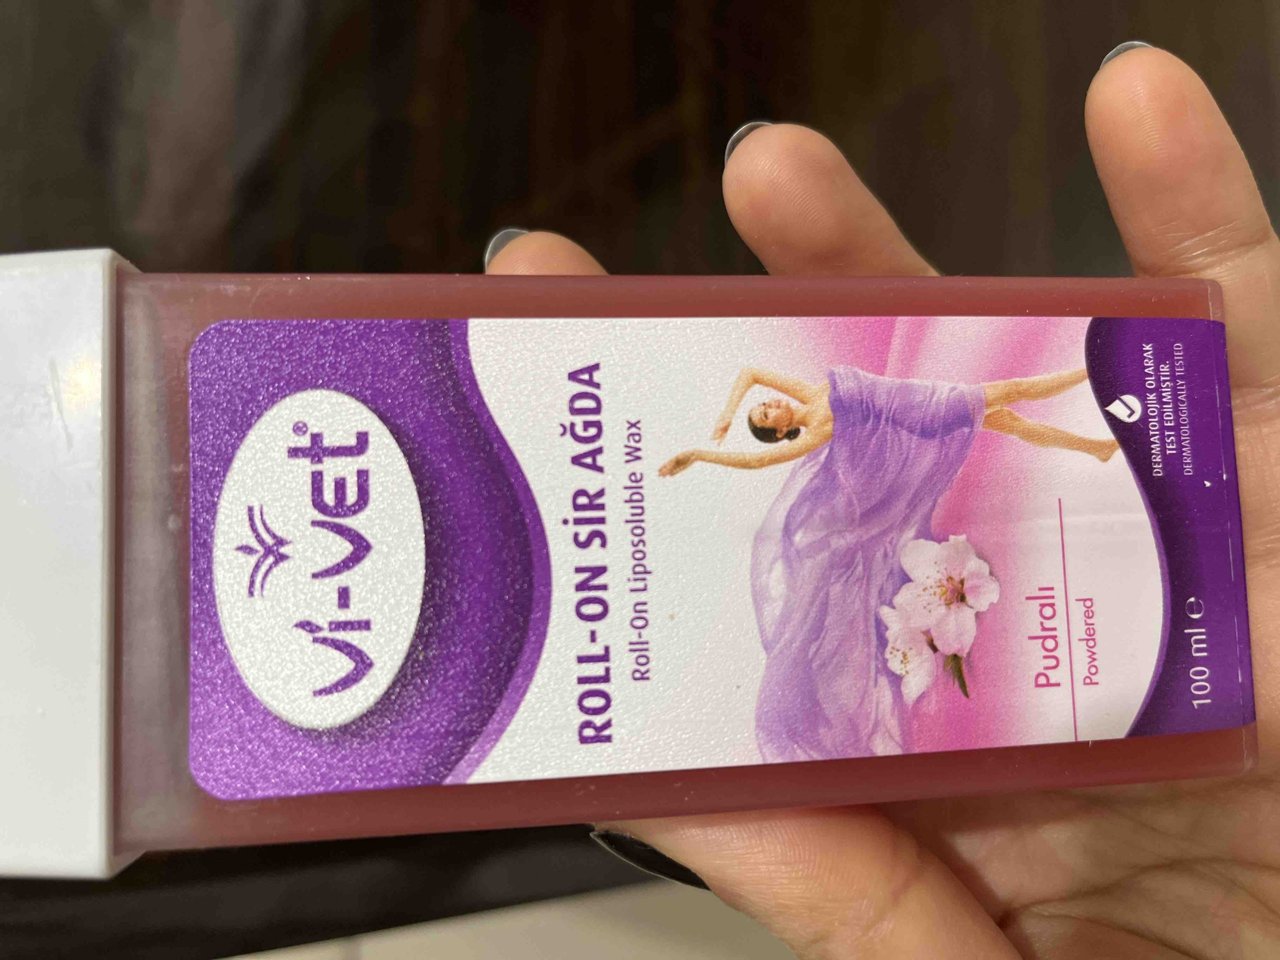 Vi-VET®
ROLL-ON SİR AĞDA
Roll-On Liposoluble Wax
Pudralı
Powdered
DERMATOLOJİK OLARAK
TEST EDİLMİŞTİR.
DERMATOLOGICALLY TESTED
100 ml ℮